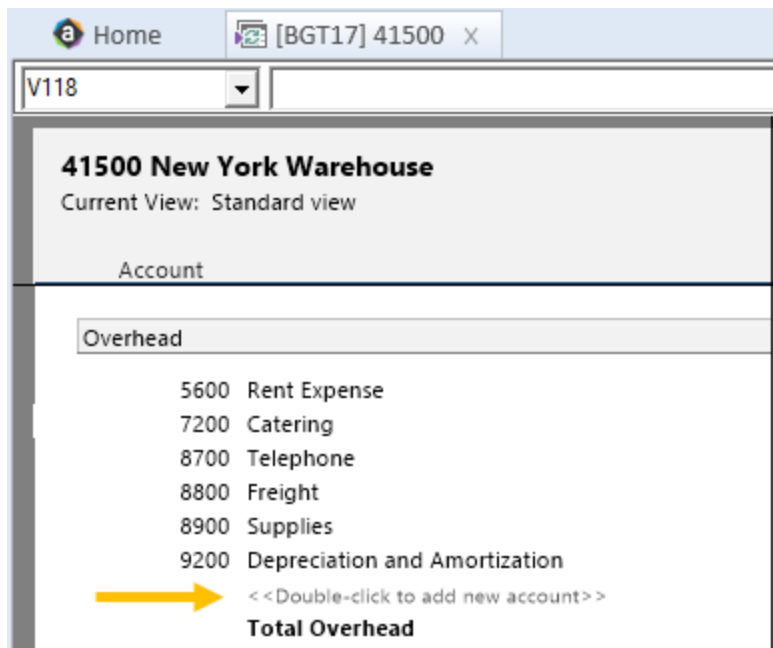 Home [BGT17] 41500 x
V118
41500 New York Warehouse
Current View: Standard view
Account
Overhead
5600 Rent Expense
7200 Catering
8700 Telephone
8800 Freight
8900 Supplies
9200 Depreciation and Amortization
<<Double-click to add new account>>
Total Overhead